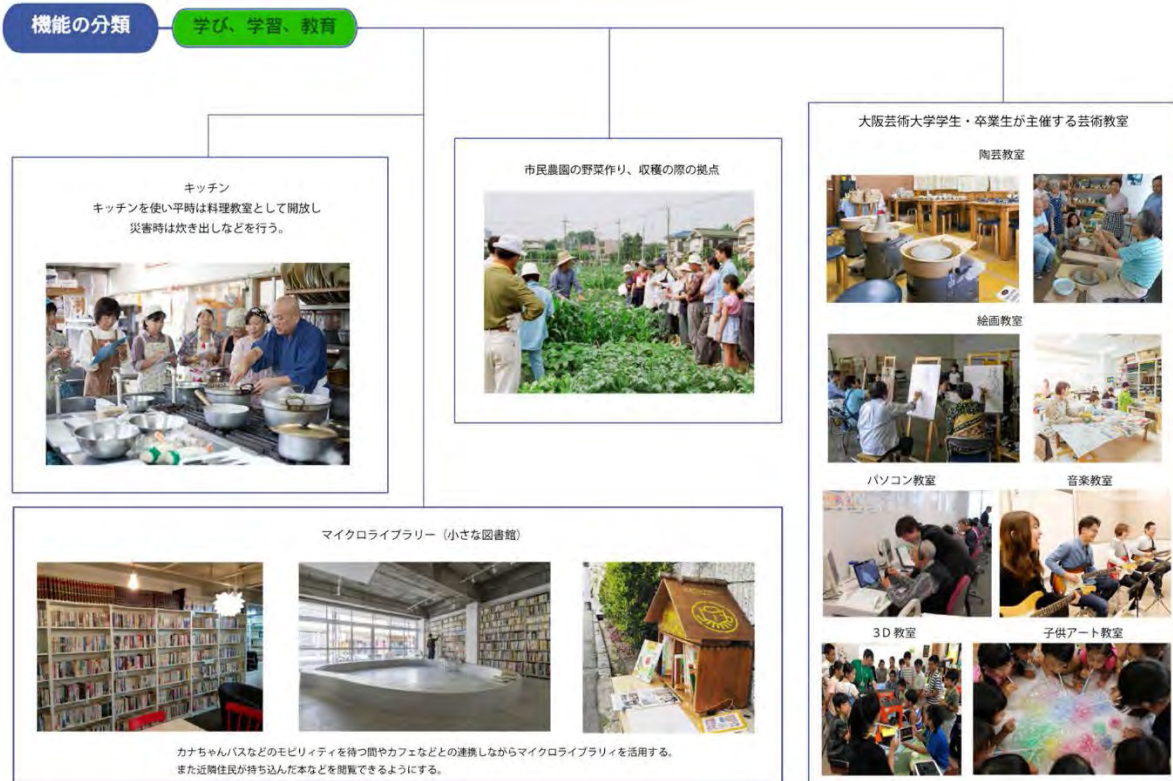 機能の分類
学び、学習、教育
キッチン
キッチンを使い平時は料理教室として開放し
災害時は炊き出しなどを行う。
市民農園の野菜作り、収穫の際の拠点
大阪芸術大学学生・卒業生が主催する芸術教室
陶芸教室
絵画教室
パソコン教室
音楽教室
3D教室
子供アート教室
マイクロライブラリー（小さな図書館）
カナちゃんバスなどのモビリィティを待つ間やカフェなどとの連携しながらマイクロライブラリィを活用する。
また近隣住民が持ち込んだ本などを閲覧できるようにする。